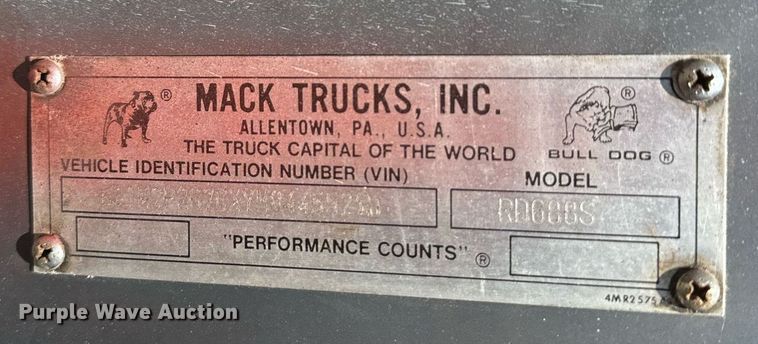 MACK TRUCKS, INC.
ALLENTOWN, PA., U.S.A.
THE TRUCK CAPITAL OF THE WORLD
BULL DOG ®
VEHICLE IDENTIFICATION NUMBER (VIN)
MODEL
RD688S
"PERFORMANCE COUNTS" ®
Purple Wave Auction